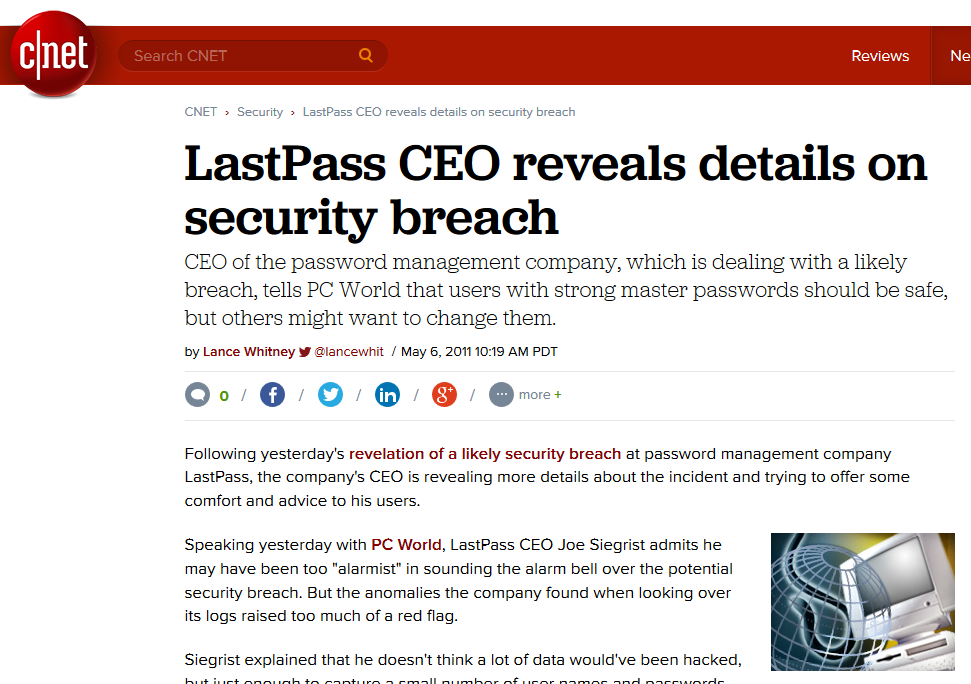 c|net
Search CNET
Reviews
Ne
CNET › Security › LastPass CEO reveals details on security breach
LastPass CEO reveals details on
security breach
CEO of the password management company, which is dealing with a likely
breach, tells PC World that users with strong master passwords should be safe,
but others might want to change them.
by Lance Whitney @lancewhit / May 6, 2011 10:19 AM PDT
0 / f / / in / g+ / ... more +
Following yesterday's revelation of a likely security breach at password management company
LastPass, the company's CEO is revealing more details about the incident and trying to offer some
comfort and advice to his users.
Speaking yesterday with PC World, LastPass CEO Joe Siegrist admits he
may have been too "alarmist" in sounding the alarm bell over the potential
security breach. But the anomalies the company found when looking over
its logs raised too much of a red flag.
Siegrist explained that he doesn't think a lot of data would've been hacked,
but just enough to capture a small number of user names and passwords